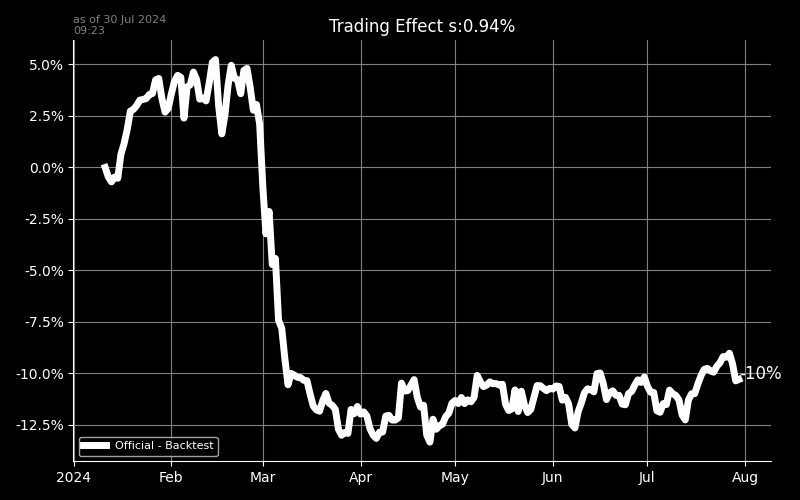 as of 30 Jul 2024
09:23
Trading Effect s:0.94%
5.0%
2.5%
0.0%
-2.5%
-5.0%
-7.5%
-10.0%
-12.5%
-10%
Official - Backtest
2024 Feb Mar Apr May Jun Jul Aug